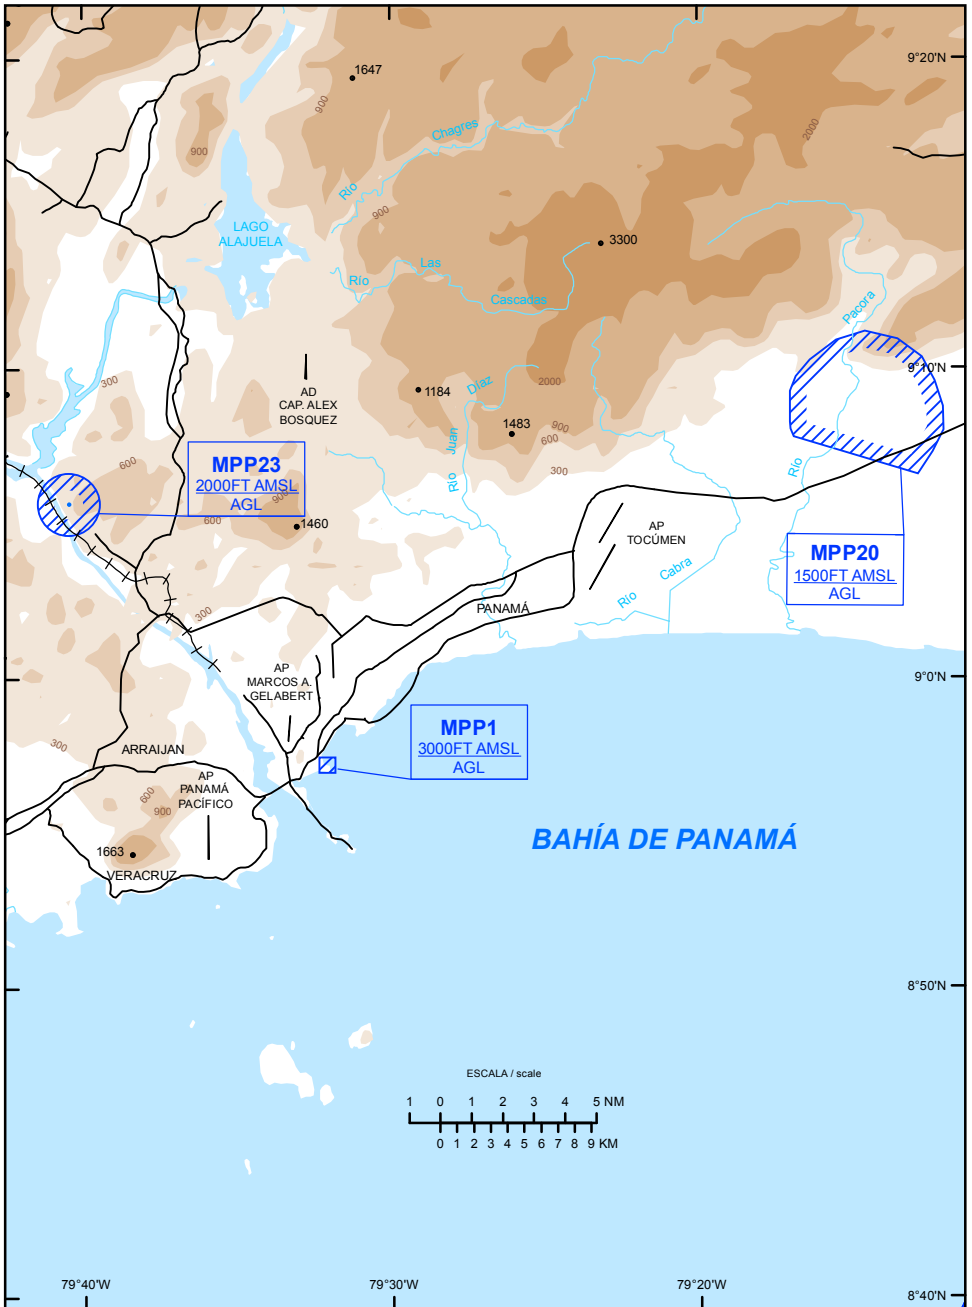 9°20'N
1647
900
2000
Chagres
900
Río
900
LAGO
ALAJUELA
3300
Las
Río
Cascadas
Pacora
9°10'N
300
AD
CAP. ALEX
BOSQUEZ
1184
Díaz
2000
1483
900
600
Juan
300
Río
Río
600
MPP23
2000FT AMSL
AGL
900
600
1460
AP
TOCÚMEN
MPP20
1500FT AMSL
AGL
Cabra
Río
PANAMÁ
300
9°0'N
AP
MARCOS A.
GELABERT
MPP1
3000FT AMSL
AGL
300
ARRAIJAN
AP
PANAMÁ
PACÍFICO
600
900
BAHÍA DE PANAMÁ
1663
VERACRUZ
8°50'N
ESCALA / scale
1 0 1 2 3 4 5 NM
0 1 2 3 4 5 6 7 8 9 KM
79°40'W
79°30'W
79°20'W
8°40'N